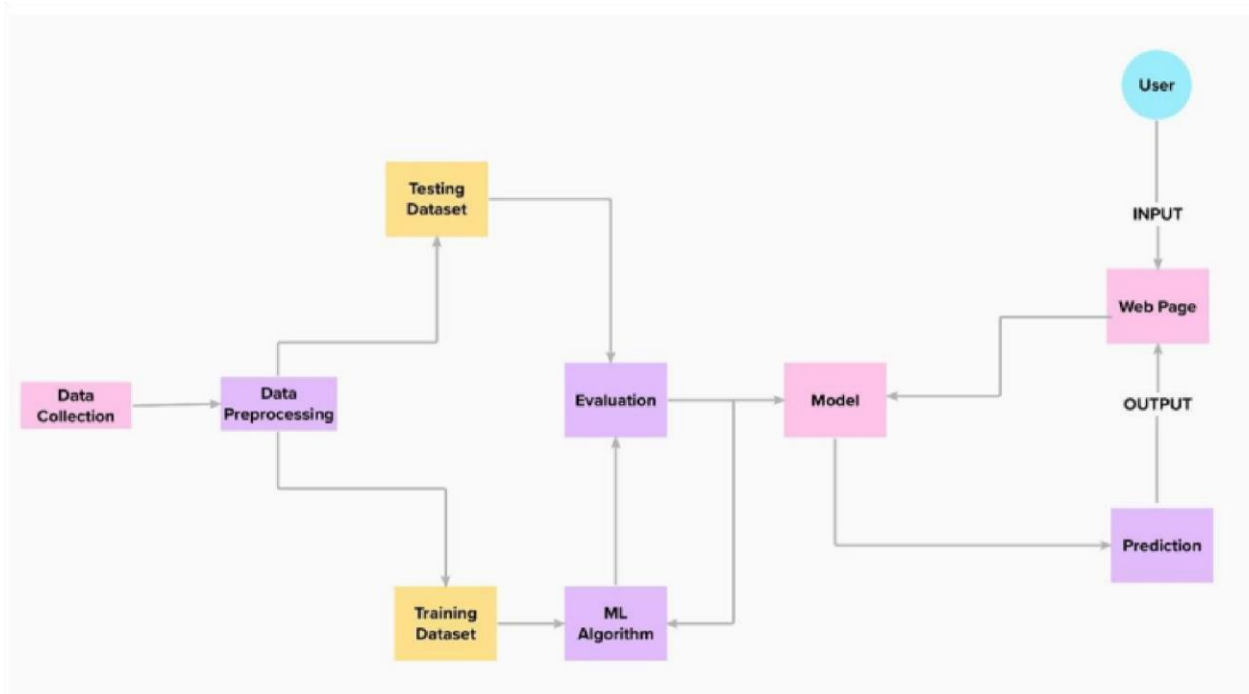 User
Testing
Dataset
INPUT
Web Page
Data
Collection
Data
Preprocessing
Evaluation
Model
OUTPUT
Prediction
Training
Dataset
ML
Algorithm